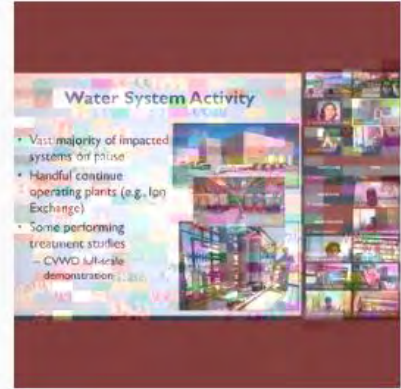 Water System Activity
• Vast majority of impacted
systems on pause
• Handful continue
operating plants (e.g., Ion
Exchange)
• Some performing
treatment studies
– CVWD full-scale
demonstration